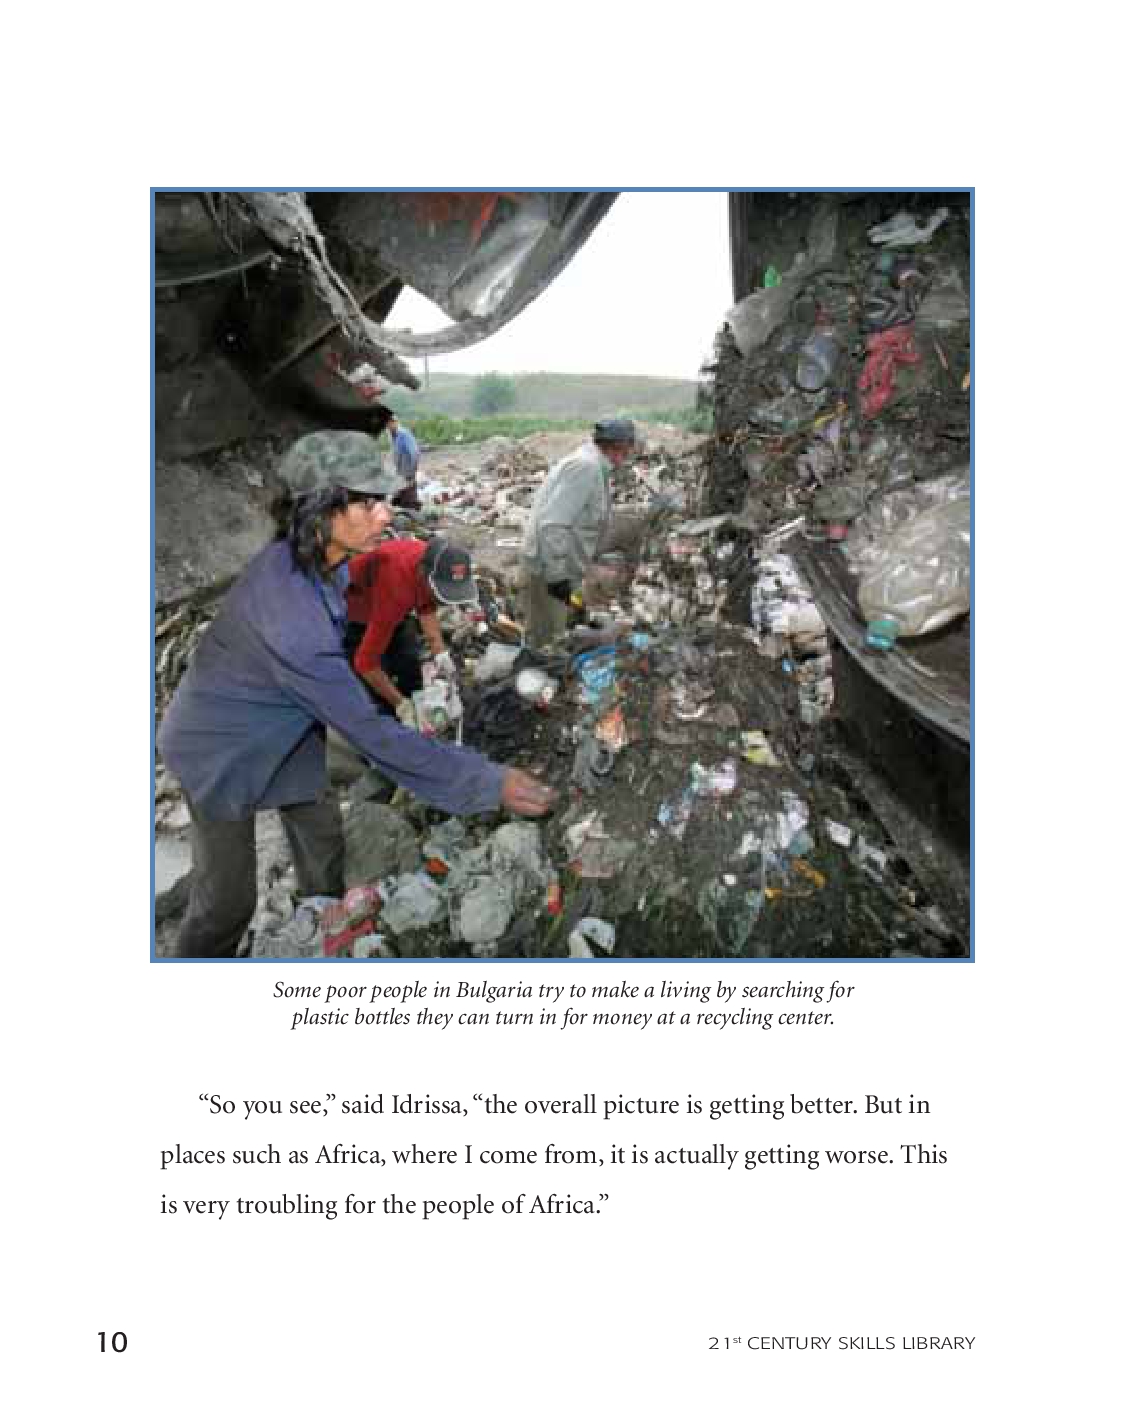 Some poor people in Bulgaria try to make a living by searching for
plastic bottles they can turn in for money at a recycling center.
“So you see,” said Idrissa, “the overall picture is getting better. But in
places such as Africa, where I come from, it is actually getting worse. This
is very troubling for the people of Africa.”
10
21st CENTURY SKILLS LIBRARY